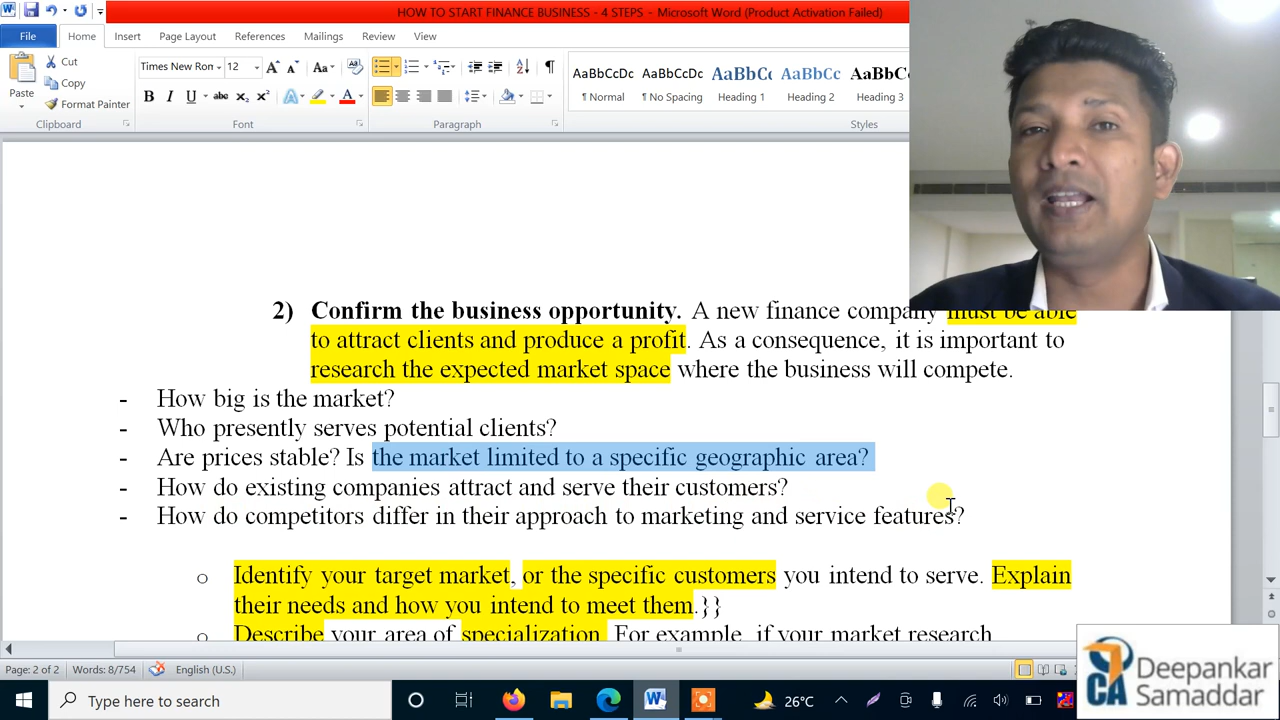 HOW TO START FINANCE BUSINESS - 4 STEPS - Microsoft Word (Product Activation Failed)
File Home Insert Page Layout References Mailings Review View
Cut
Copy
Format Painter
Paste
Times New Ron 12
AaBbCcDc AaBbCcDc AaBbCc AaBbCc AaBbC
¶ Normal ¶ No Spacing Heading 1 Heading 2 Heading 3
Clipboard Font Paragraph Styles
2) Confirm the business opportunity. A new finance company must be able
to attract clients and produce a profit. As a consequence, it is important to
research the expected market space where the business will compete.
- How big is the market?
- Who presently serves potential clients?
- Are prices stable? Is the market limited to a specific geographic area?
- How do existing companies attract and serve their customers?
- How do competitors differ in their approach to marketing and service features?
o Identify your target market, or the specific customers you intend to serve. Explain
their needs and how you intend to meet them.}}
o Describe your area of specialization. For example, if your market research
Page: 2 of 2 Words: 8/754 English (U.S.)
Type here to search
26°C
CA Deepankar
Samaddar